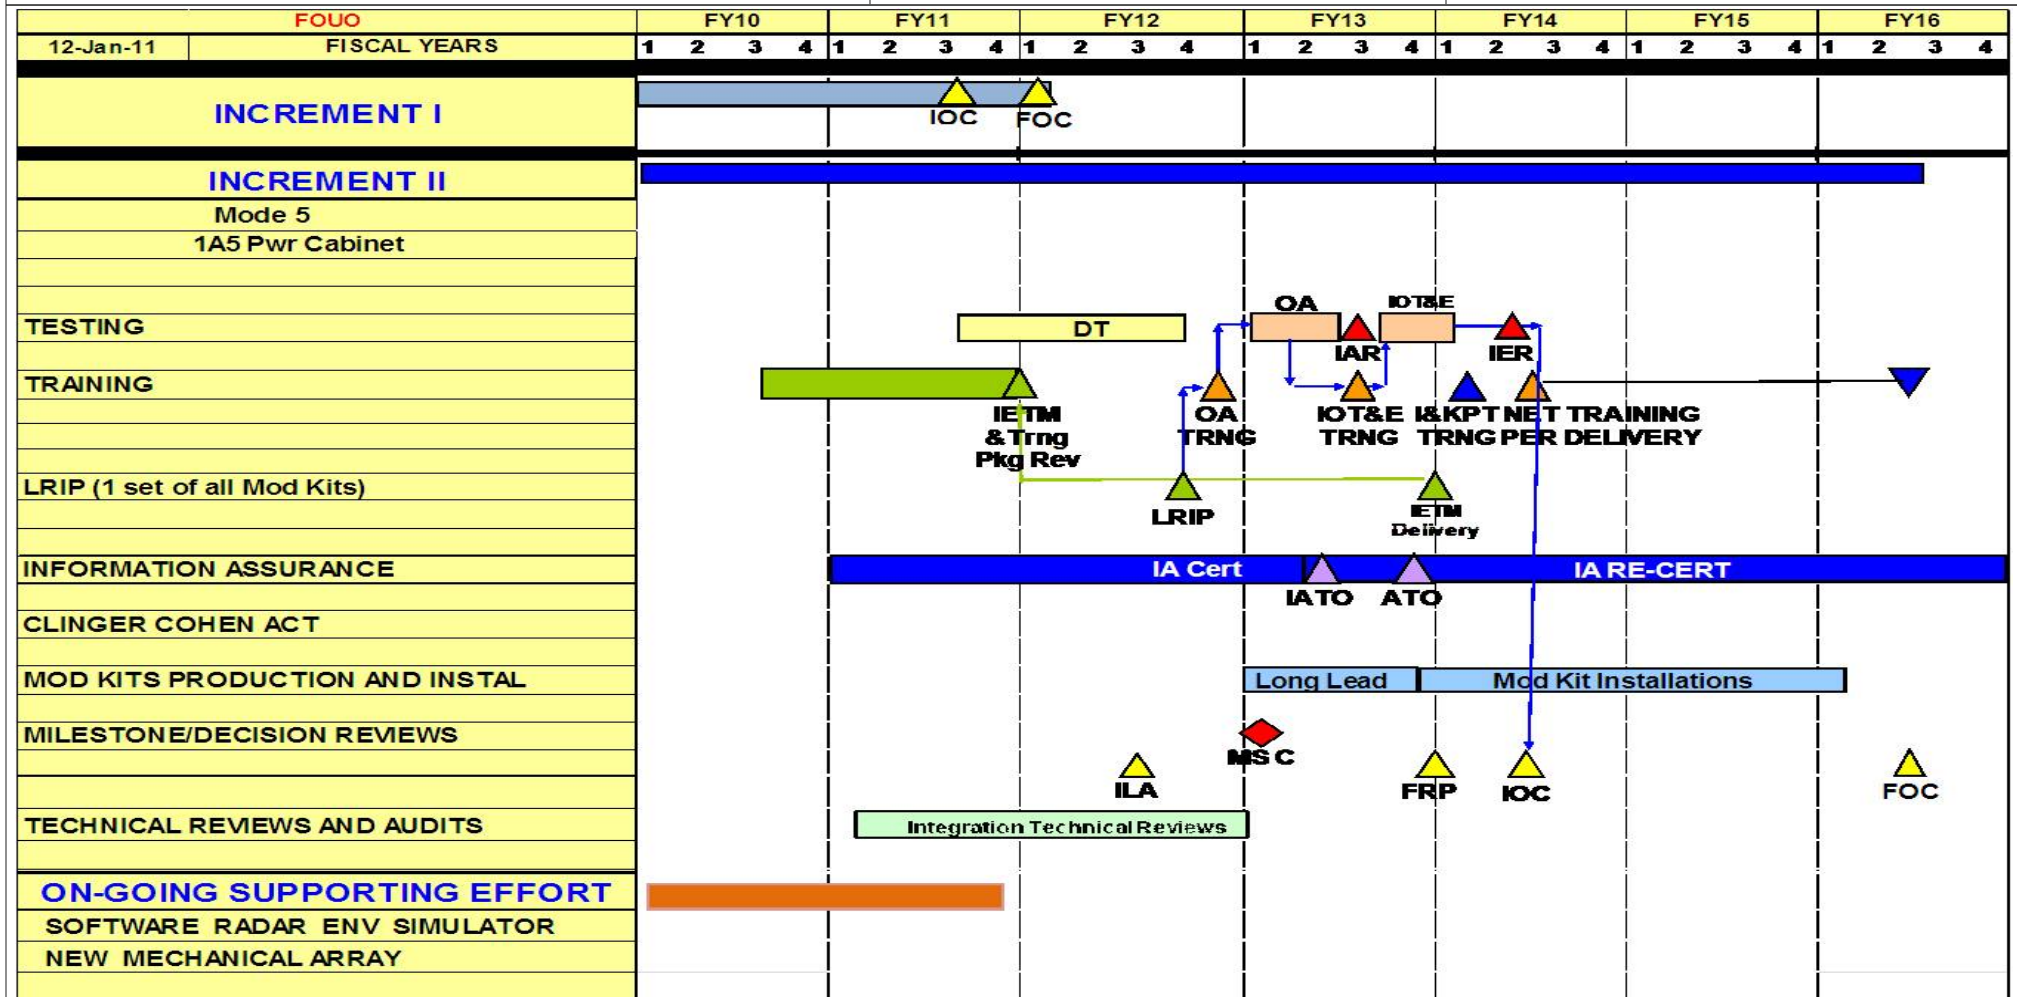 FOUO FY10 FY11 FY12 FY13 FY14 FY15 FY16
12-Jan-11 FISCAL YEARS 1 2 3 4 1 2 3 4 1 2 3 4 1 2 3 4 1 2 3 4 1 2 3 4 1 2 3 4
INCREMENT I
IOC FOC
INCREMENT II
Mode 5
1A5 Pwr Cabinet
OA IOT&E
TESTING DT
IAR IER
TRAINING
IETM OA IOT&E I&KPT NET TRAINING
& Trng TRNG TRNG TRNG PER DELIVERY
Pkg Rev
LRIP (1 set of all Mod Kits)
LRIP IETM
Delivery
INFORMATION ASSURANCE IA Cert IA RE-CERT
IATO ATO
CLINGER COHEN ACT
MOD KITS PRODUCTION AND INSTAL Long Lead Mod Kit Installations
MILESTONE/DECISION REVIEWS
MS C
ILA FRP IOC FOC
TECHNICAL REVIEWS AND AUDITS Integration Technical Reviews
ON-GOING SUPPORTING EFFORT
SOFTWARE RADAR ENV SIMULATOR
NEW MECHANICAL ARRAY